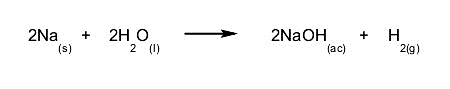 2Na(s) + 2H2O(l) ⟶ 2NaOH(ac) + H2(g)